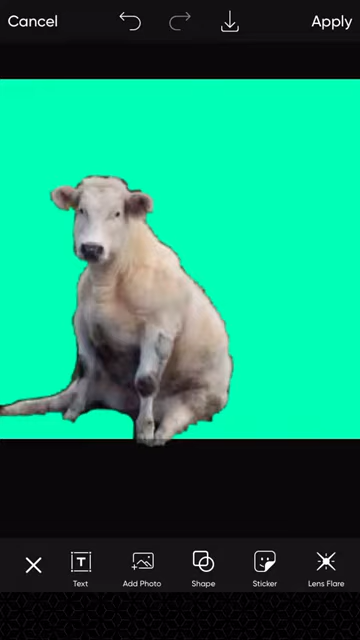 Cancel
Apply
Text
Add Photo
Shape
Sticker
Lens Flare